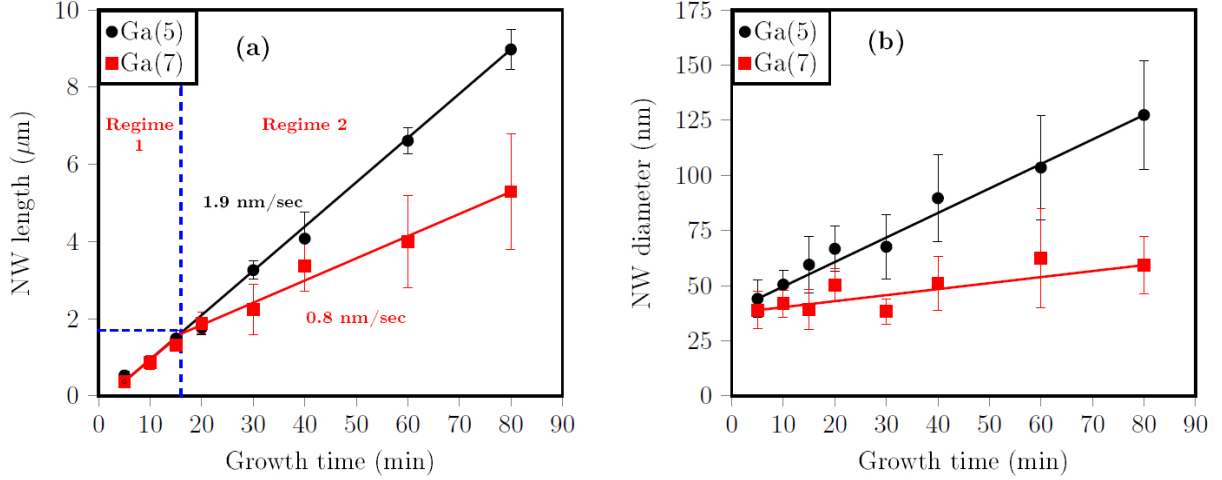 Ga(5)
Ga(7)
(a)
Regime 1
Regime 2
1.9 nm/sec
0.8 nm/sec
NW length (μm)
10
8
6
4
2
0
0 10 20 30 40 50 60 70 80 90
Growth time (min)
Ga(5)
Ga(7)
(b)
NW diameter (nm)
175
150
125
100
75
50
25
0
0 10 20 30 40 50 60 70 80 90
Growth time (min)